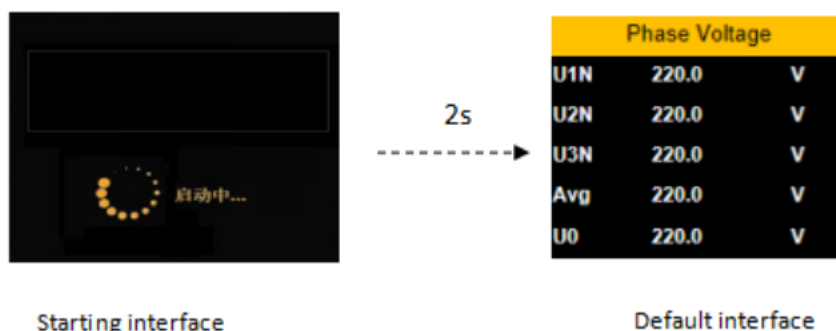 启动中...
Starting interface
2s
Phase Voltage
U1N 220.0 V
U2N 220.0 V
U3N 220.0 V
Avg 220.0 V
U0 220.0 V
Default interface